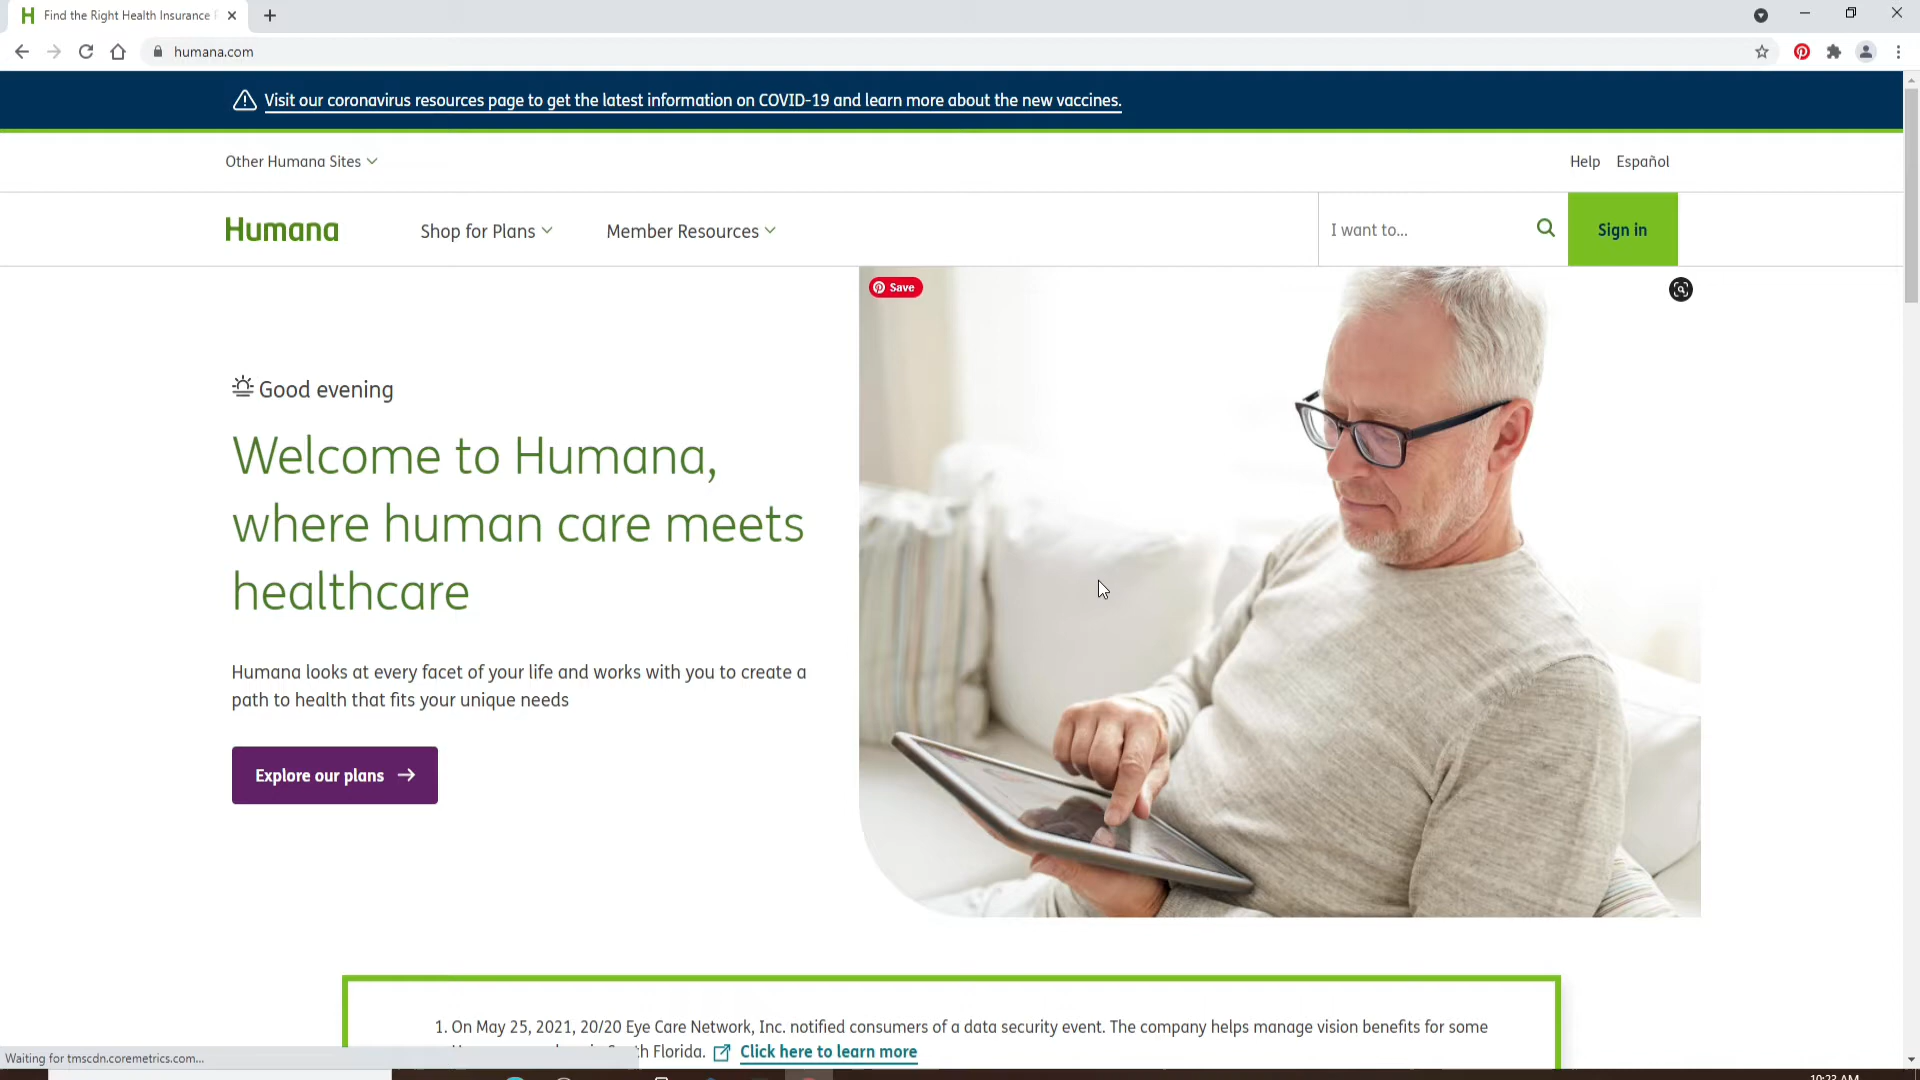 Find the Right Health Insurance
humana.com
Visit our coronavirus resources page to get the latest information on COVID-19 and learn more about the new vaccines.
Other Humana Sites
Help Español
Humana Shop for Plans Member Resources I want to... Sign in
Save
Good evening
Welcome to Humana,
where human care meets
healthcare
Humana looks at every facet of your life and works with you to create a
path to health that fits your unique needs
Explore our plans
1. On May 25, 2021, 20/20 Eye Care Network, Inc. notified consumers of a data security event. The company helps manage vision benefits for some
Florida. Click here to learn more
Waiting for tmscdn.coremetrics.com...